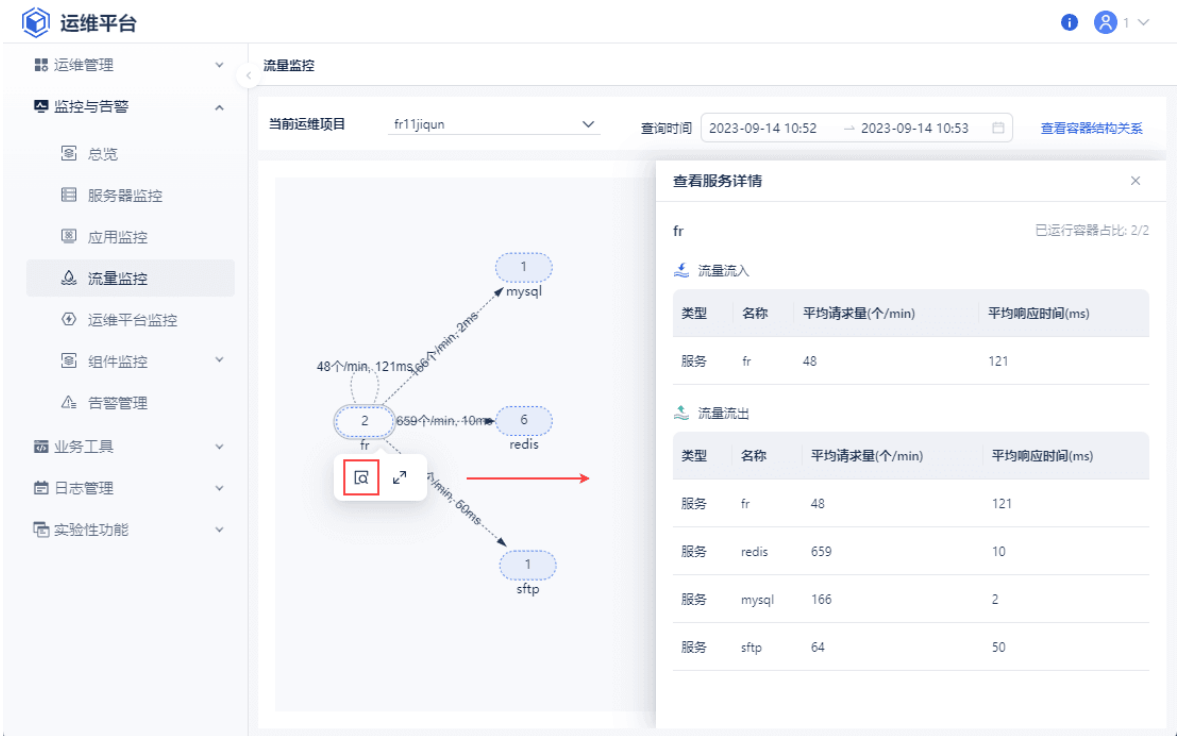 运维平台
1
运维管理
监控与告警
总览
服务器监控
应用监控
流量监控
运维平台监控
组件监控
告警管理
业务工具
日志管理
实验性功能
流量监控
当前运维项目 fr11jiqun 查询时间 2023-09-14 10:52 → 2023-09-14 10:53 查看容器结构关系
1
mysql
6个/min, 2ms
48个/min, 121ms
2
fr
659个/min, 10ms
6
redis
个/min, 50ms
1
sftp
查看服务详情
fr 已运行容器占比: 2/2
流量流入
类型 名称 平均请求量(个/min) 平均响应时间(ms)
服务 fr 48 121
流量流出
类型 名称 平均请求量(个/min) 平均响应时间(ms)
服务 fr 48 121
服务 redis 659 10
服务 mysql 166 2
服务 sftp 64 50